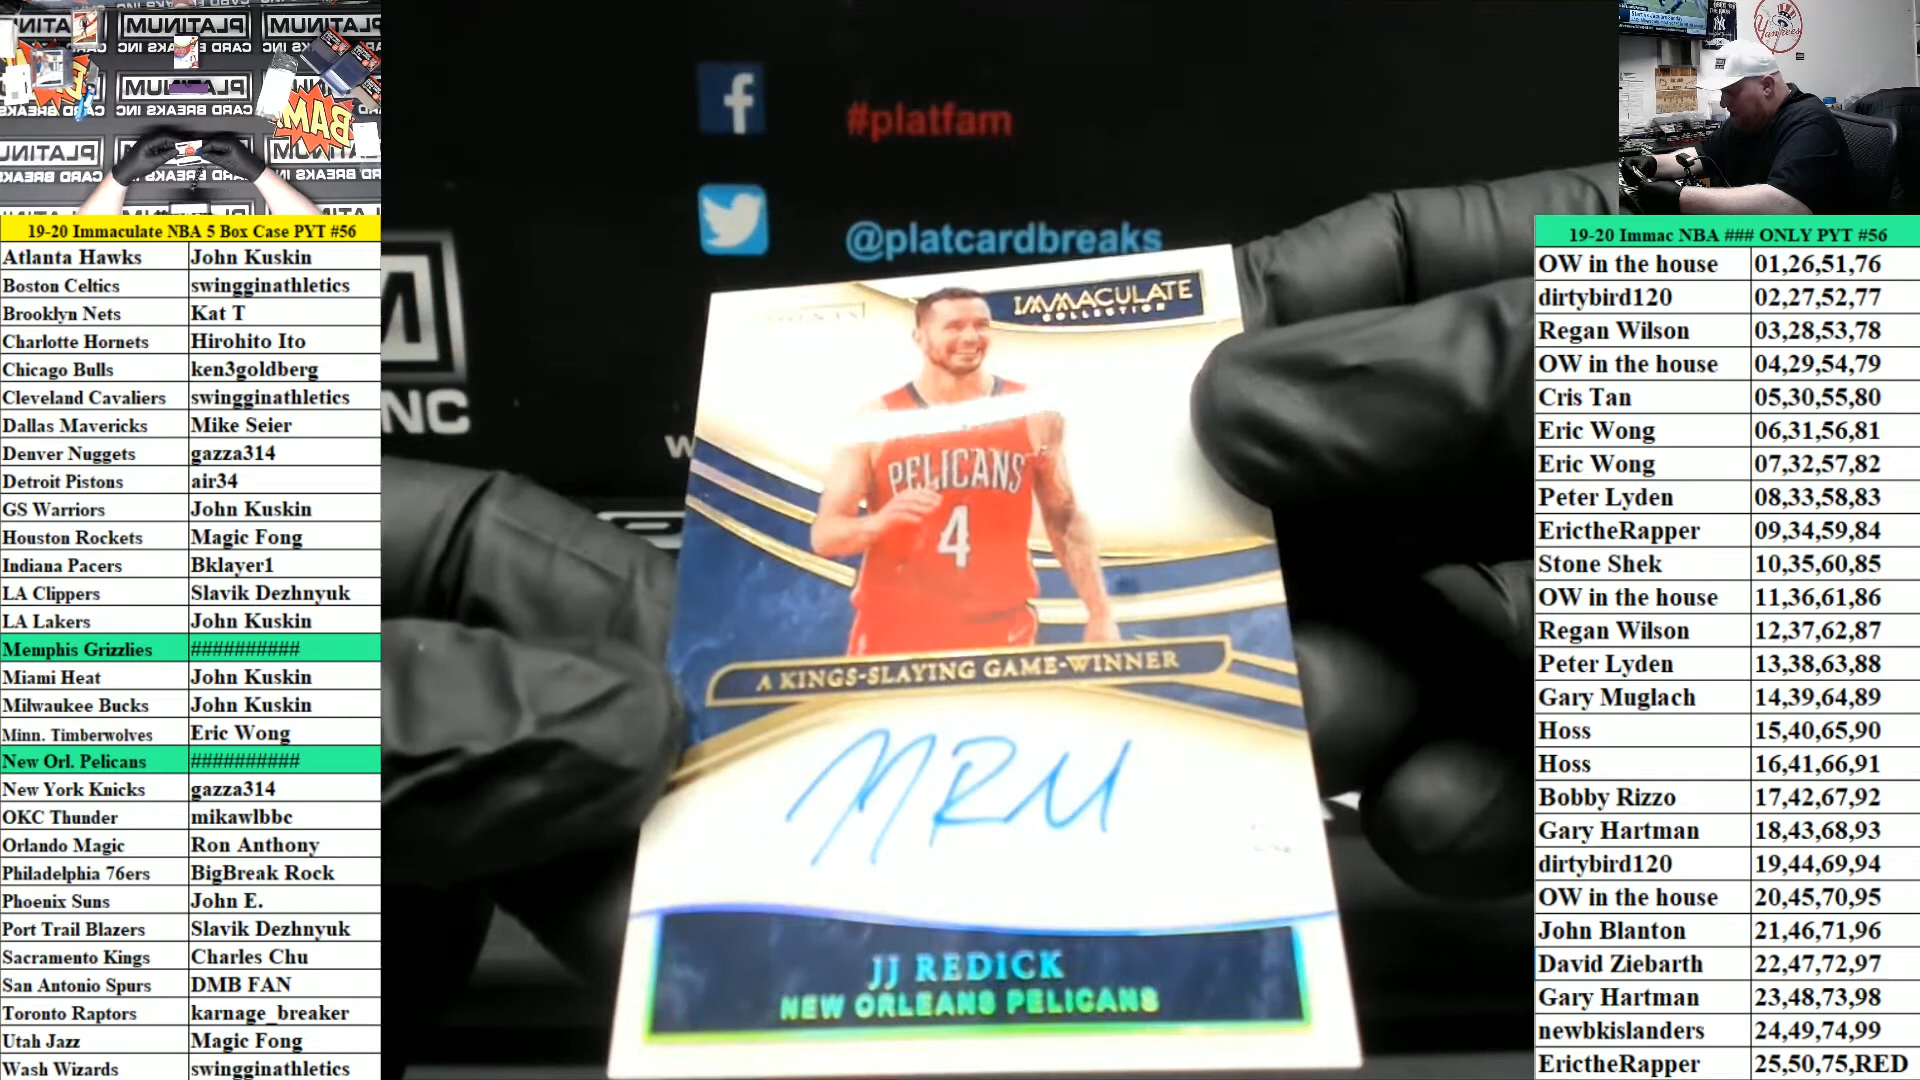 PLATINUM
CARD BREAKS INC
BAM!
PLATINUM
#platfam
@platcardbreaks
NC
Yankees
19-20 Immaculate NBA 5 Box Case PYT #56
Atlanta Hawks John Kuskin
Boston Celtics swingginathletics
Brooklyn Nets Kat T
Charlotte Hornets Hirohito Ito
Chicago Bulls ken3goldberg
Cleveland Cavaliers swingginathletics
Dallas Mavericks Mike Seier
Denver Nuggets gazza314
Detroit Pistons air34
GS Warriors John Kuskin
Houston Rockets Magic Fong
Indiana Pacers Bklayer1
LA Clippers Slavik Dezhnyuk
LA Lakers John Kuskin
Memphis Grizzlies ##########
Miami Heat John Kuskin
Milwaukee Bucks John Kuskin
Minn. Timberwolves Eric Wong
New Orl. Pelicans ##########
New York Knicks gazza314
OKC Thunder mikawlbbc
Orlando Magic Ron Anthony
Philadelphia 76ers BigBreak Rock
Phoenix Suns John E.
Port Trail Blazers Slavik Dezhnyuk
Sacramento Kings Charles Chu
San Antonio Spurs DMB FAN
Toronto Raptors karnage_breaker
Utah Jazz Magic Fong
Wash Wizards swingginathletics
IMMACULATE
COLLECTION
PELICANS
4
A KINGS-SLAYING GAME-WINNER
JJ REDICK
NEW ORLEANS PELICANS
19-20 Immac NBA ### ONLY PYT #56
OW in the house 01,26,51,76
dirtybird120 02,27,52,77
Regan Wilson 03,28,53,78
OW in the house 04,29,54,79
Cris Tan 05,30,55,80
Eric Wong 06,31,56,81
Eric Wong 07,32,57,82
Peter Lyden 08,33,58,83
ErictheRapper 09,34,59,84
Stone Shek 10,35,60,85
OW in the house 11,36,61,86
Regan Wilson 12,37,62,87
Peter Lyden 13,38,63,88
Gary Muglach 14,39,64,89
Hoss 15,40,65,90
Hoss 16,41,66,91
Bobby Rizzo 17,42,67,92
Gary Hartman 18,43,68,93
dirtybird120 19,44,69,94
OW in the house 20,45,70,95
John Blanton 21,46,71,96
David Ziebarth 22,47,72,97
Gary Hartman 23,48,73,98
newbkislanders 24,49,74,99
ErictheRapper 25,50,75,RED